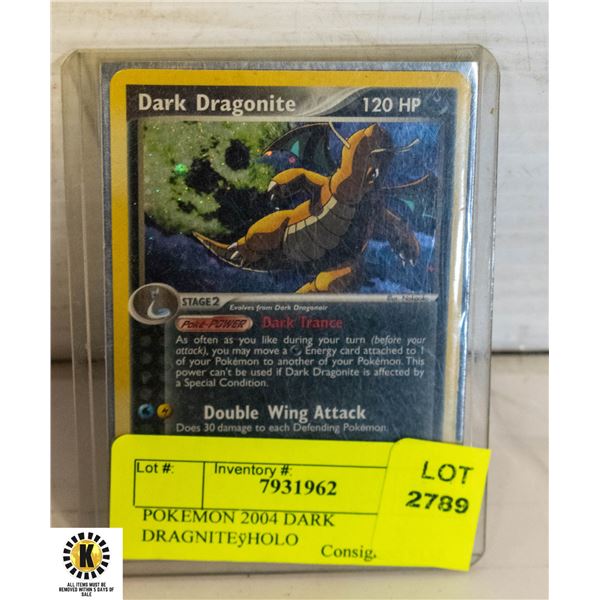 Dark Dragonite 120 HP
STAGE 2
Evolves from Dark Dragonair
Poké-POWER Dark Trance
As often as you like during your turn (before your
attack), you may move a Energy card attached to 1
of your Pokémon to another of your Pokémon. This
power can't be used if Dark Dragonite is affected by
a Special Condition.
Double Wing Attack
Does 30 damage to each Defending Pokémon.
Lot #: Inventory #:
7931962
LOT
2789
POKEMON 2004 DARK
DRAGNITEÿHOLO
Consig
K
ALL ITEMS MUST BE
REMOVED WITHIN 5 DAYS OF
SALE